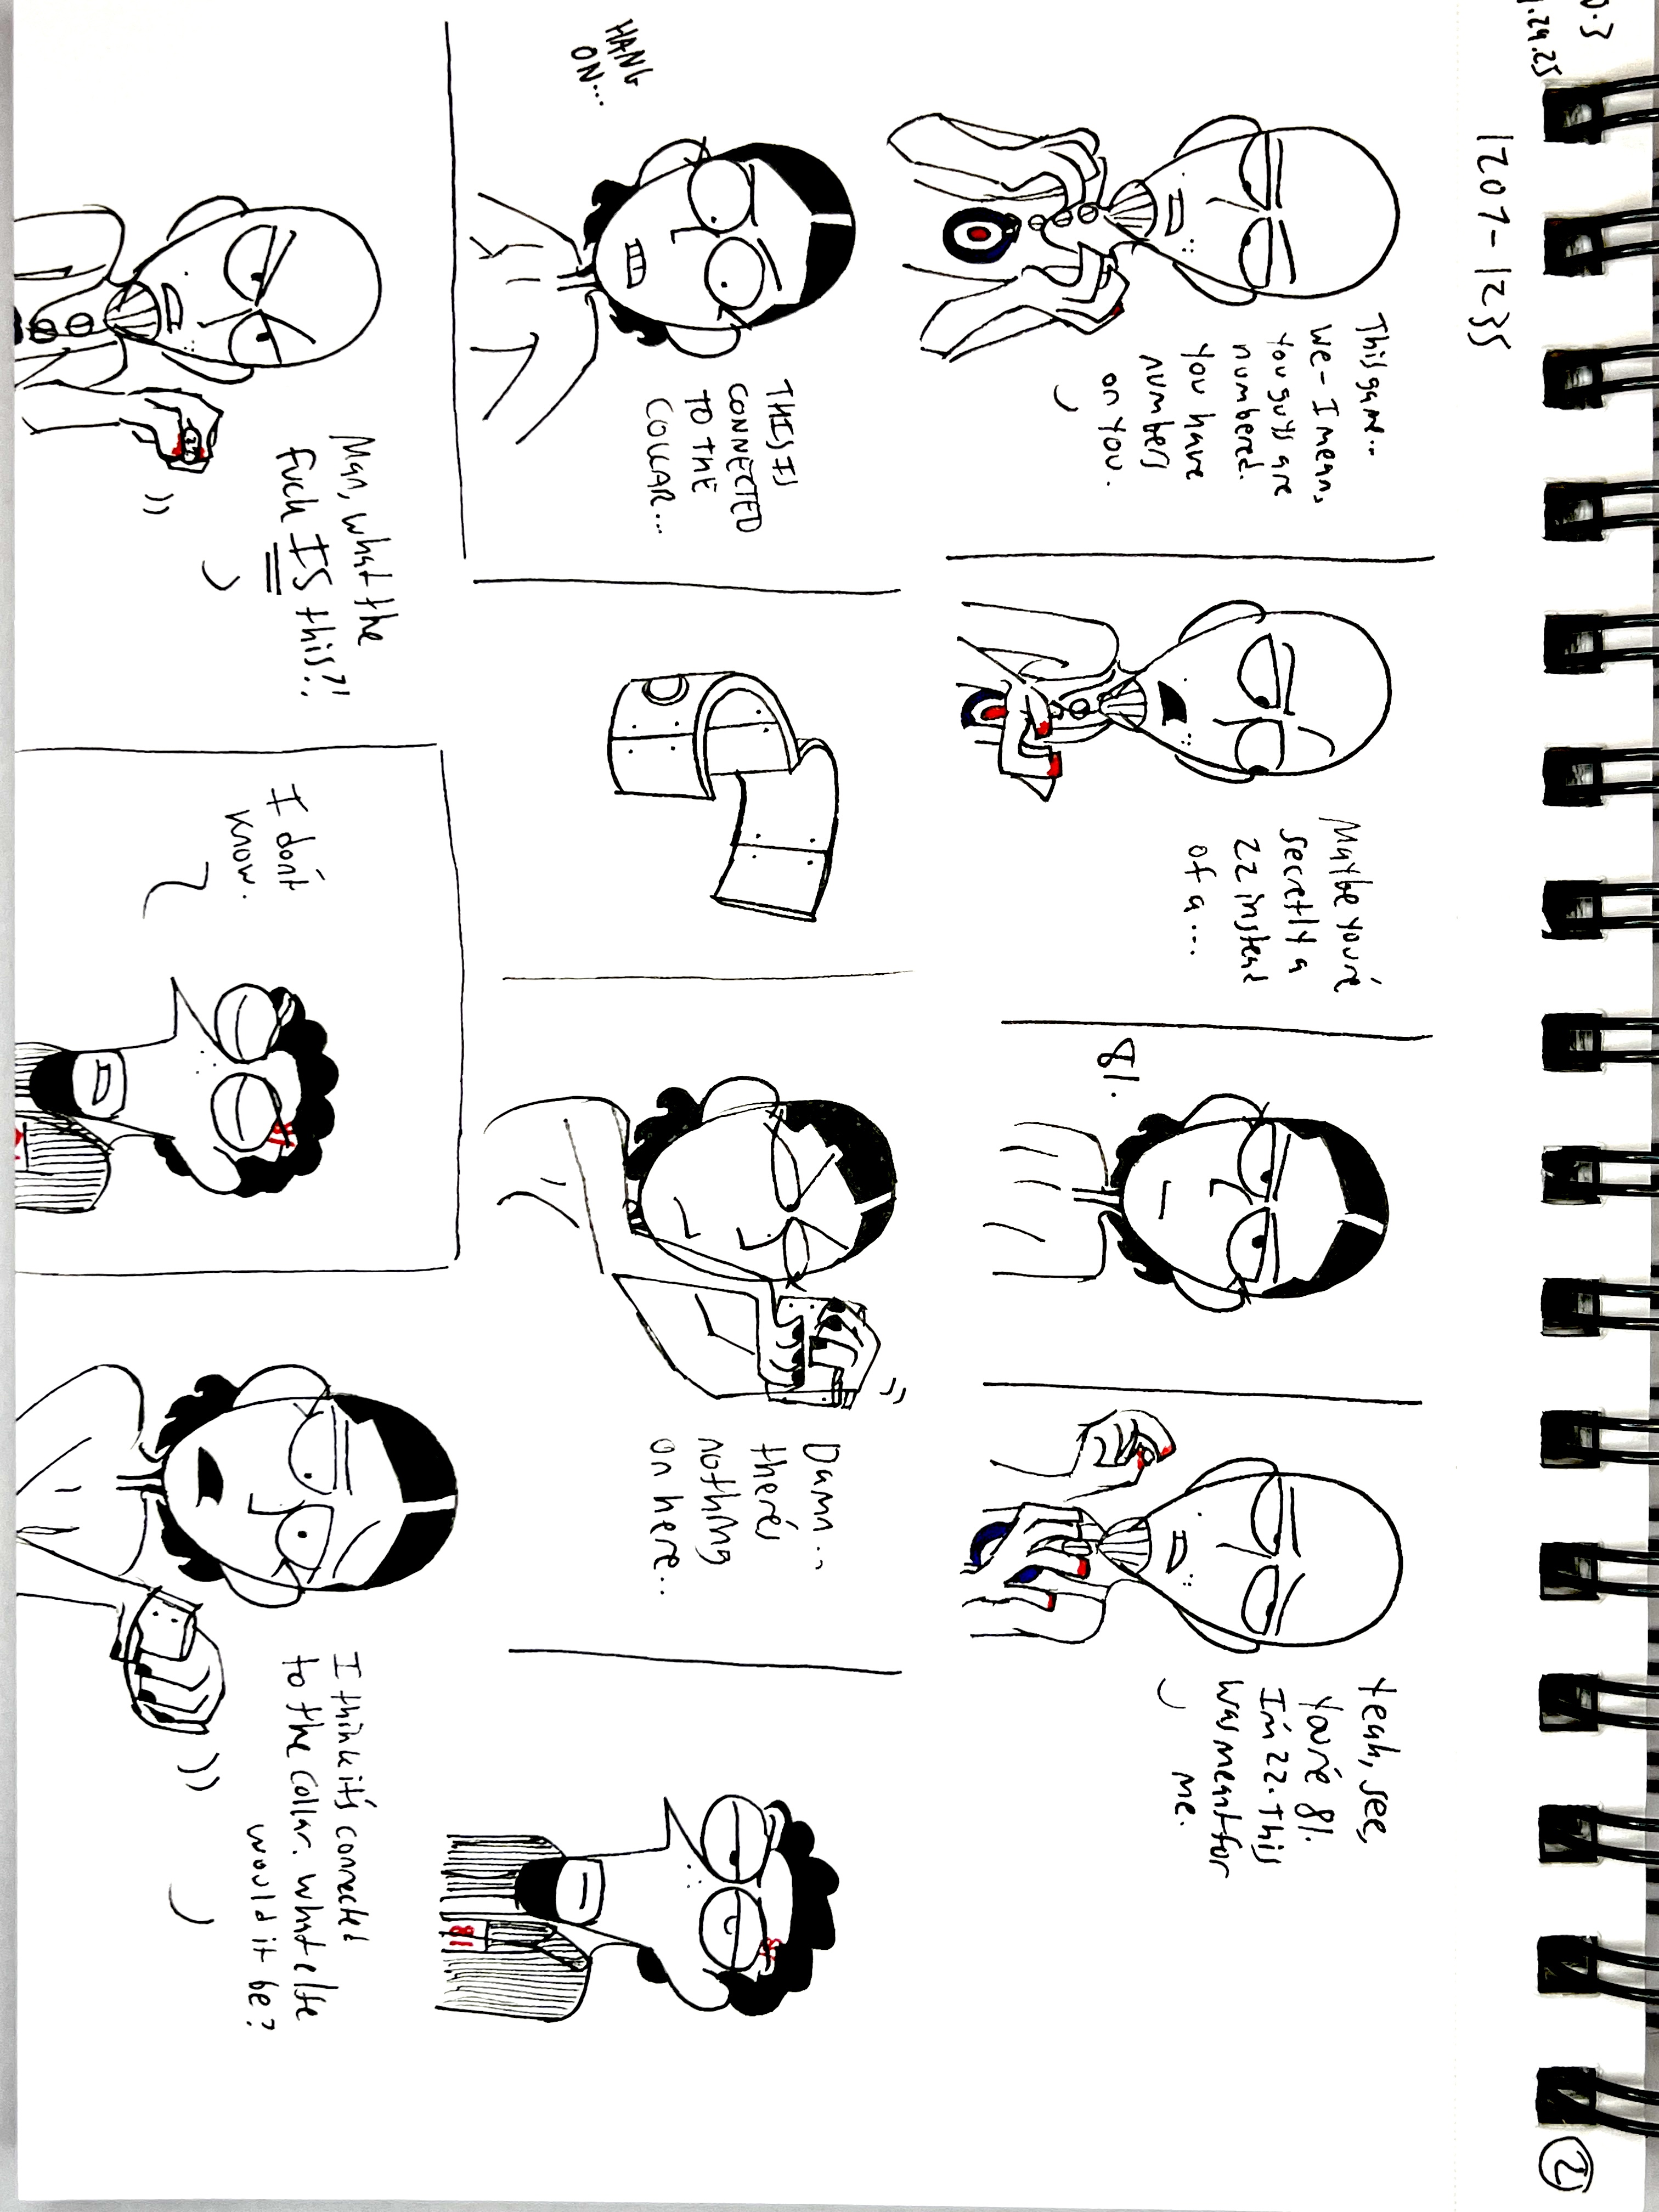 0.3
.24.25
2
1207-1235
This game...
we- I mean,
you guys are
numbered.
You have
numbers
on you.
Maybe you're
secretly a
22 instead
of a...
81.
Yeah, see,
You're 81.
I'm 22. This
was meant for
me.
HANG
ON...
THIS IS
CONNECTED
TO THE
COLLAR...
Damn..
there's
nothing
on here..
81
81
Man, what the
fuck IS this?!
22
I don't
know.
81
I think it's connected
to the collar. What else
would it be?